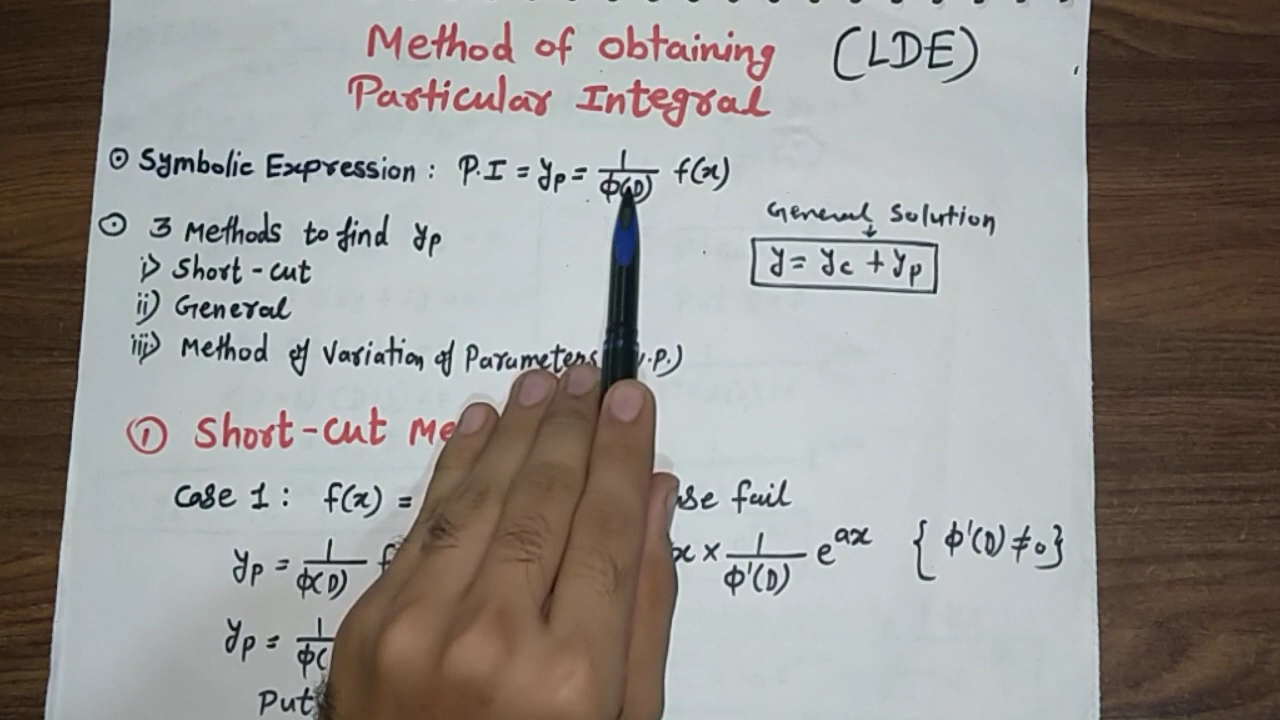 Method of obtaining (LDE)
Particular Integral
⊙ Symbolic Expression : P.I = yp = 1/ϕ(D) f(x)
⊙ 3 Methods to find yp
General Solution
↓
i) Short-cut
y = yc + yp
ii) General
iii) Method of Variation of Parameters .P.)
① Short-cut
Case 1 : f(x) = fail
yp = 1/ϕ(D) x × 1/ϕ'(D) e^ax { ϕ'(D) ≠ 0 }
yp = 1/ϕ(
Put